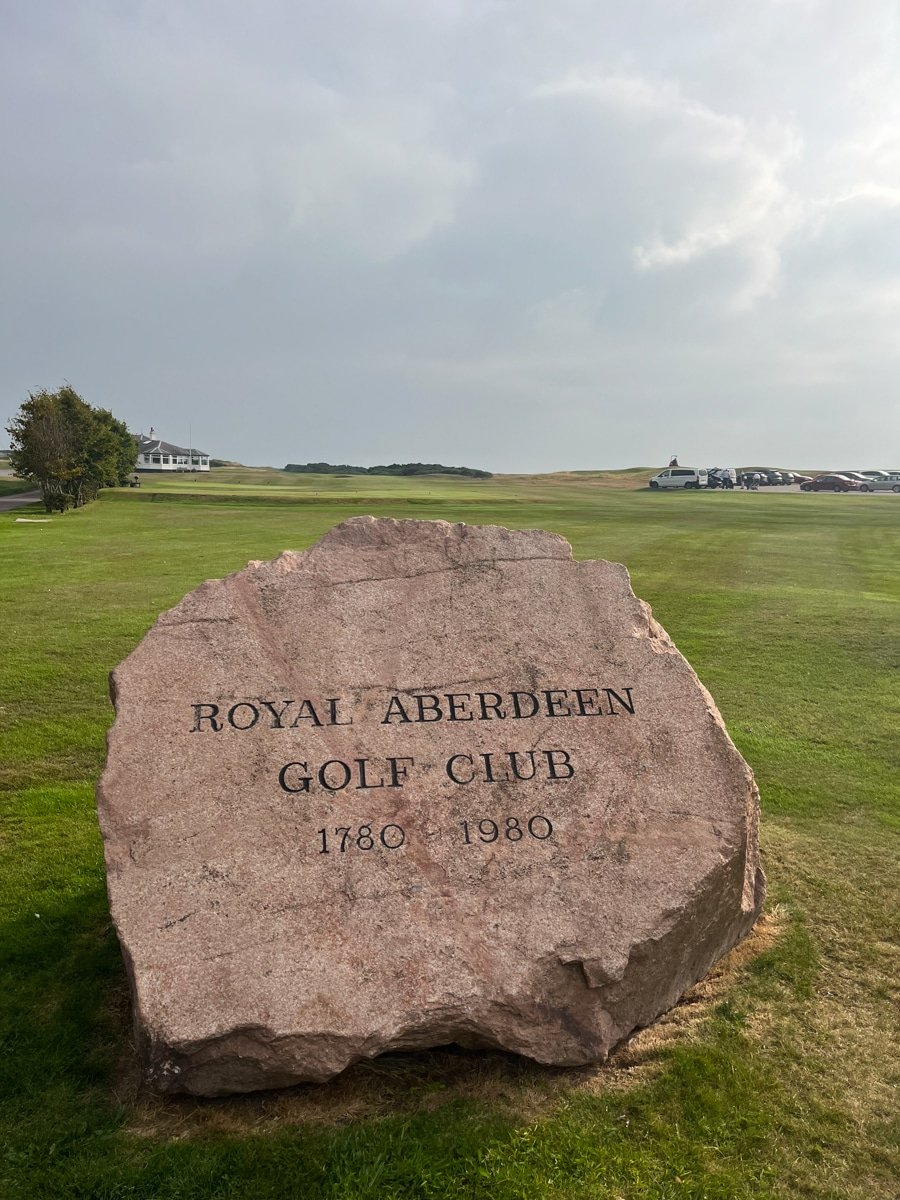 ROYAL ABERDEEN
GOLF CLUB
1780 - 1980